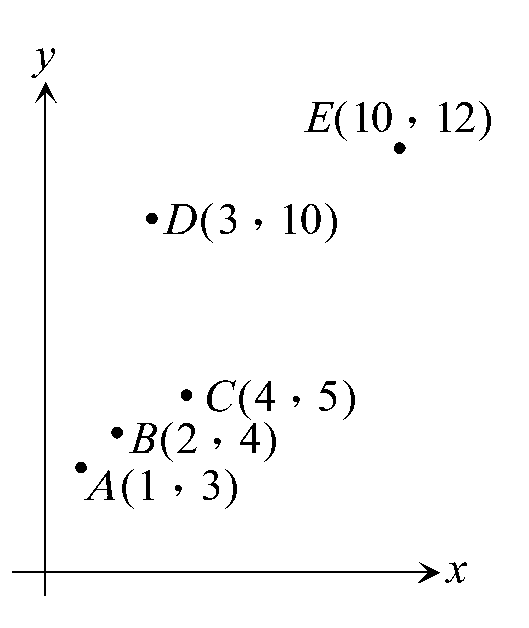 y
E(10，12)
D(3，10)
C(4，5)
B(2，4)
A(1，3)
x